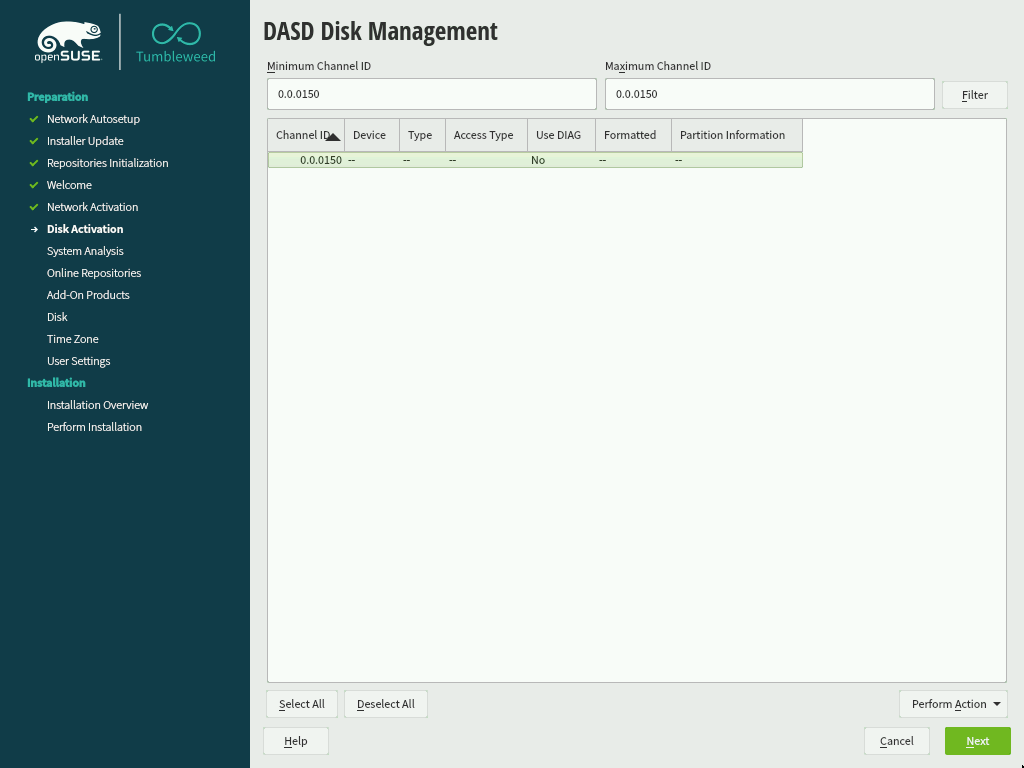 openSUSE
Tumbleweed
Preparation
Network Autosetup
Installer Update
Repositories Initialization
Welcome
Network Activation
Disk Activation
System Analysis
Online Repositories
Add-On Products
Disk
Time Zone
User Settings
Installation
Installation Overview
Perform Installation
DASD Disk Management
Minimum Channel ID Maximum Channel ID
0.0.0150 0.0.0150 Filter
Channel ID Device Type Access Type Use DIAG Formatted Partition Information
0.0.0150 -- -- -- No -- --
Select All Deselect All Perform Action
Help Cancel Next